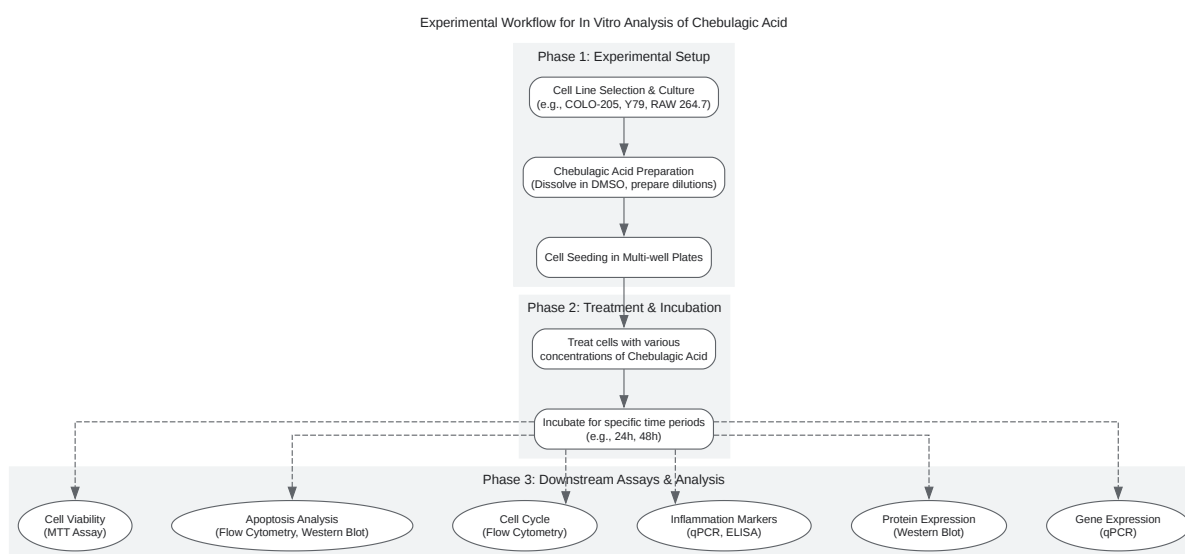 Experimental Workflow for In Vitro Analysis of Chebulagic Acid
Phase 1: Experimental Setup
Cell Line Selection & Culture
(e.g., COLO-205, Y79, RAW 264.7)
Chebulagic Acid Preparation
(Dissolve in DMSO, prepare dilutions)
Cell Seeding in Multi-well Plates
Phase 2: Treatment & Incubation
Treat cells with various
concentrations of Chebulagic Acid
Incubate for specific time periods
(e.g., 24h, 48h)
Phase 3: Downstream Assays & Analysis
Cell Viability
(MTT Assay)
Apoptosis Analysis
(Flow Cytometry, Western Blot)
Cell Cycle
(Flow Cytometry)
Inflammation Markers
(qPCR, ELISA)
Protein Expression
(Western Blot)
Gene Expression
(qPCR)